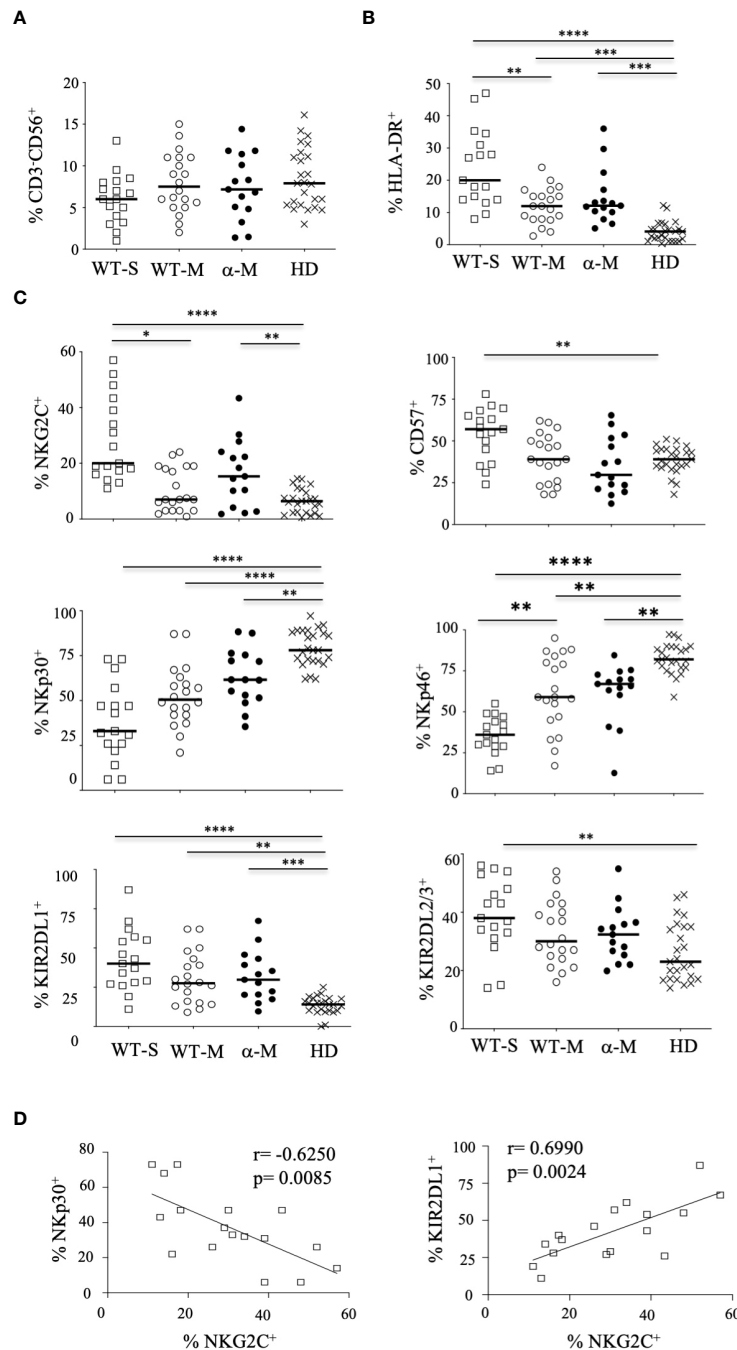 A
B
% CD3-CD56+
20
15
10
5
0
WT-S WT-M α-M HD
****
***
** ***
% HLA-DR+
50
40
30
20
10
0
WT-S WT-M α-M HD
C
****
* **
% NKG2C+
60
40
20
0
**
% CD57+
100
75
50
25
0
****
****
**
% NKp30+
100
75
50
25
0
****
**
** **
% NKp46+
100
75
50
25
0
****
**
***
% KIR2DL1+
100
75
50
25
0
WT-S WT-M α-M HD
**
% KIR2DL2/3+
60
40
20
0
WT-S WT-M α-M HD
D
% NKp30+
80
60
40
20
0
r= -0.6250
p= 0.0085
0 20 40 60
% NKG2C+
% KIR2DL1+
100
75
50
25
0
r= 0.6990
p= 0.0024
0 20 40 60
% NKG2C+